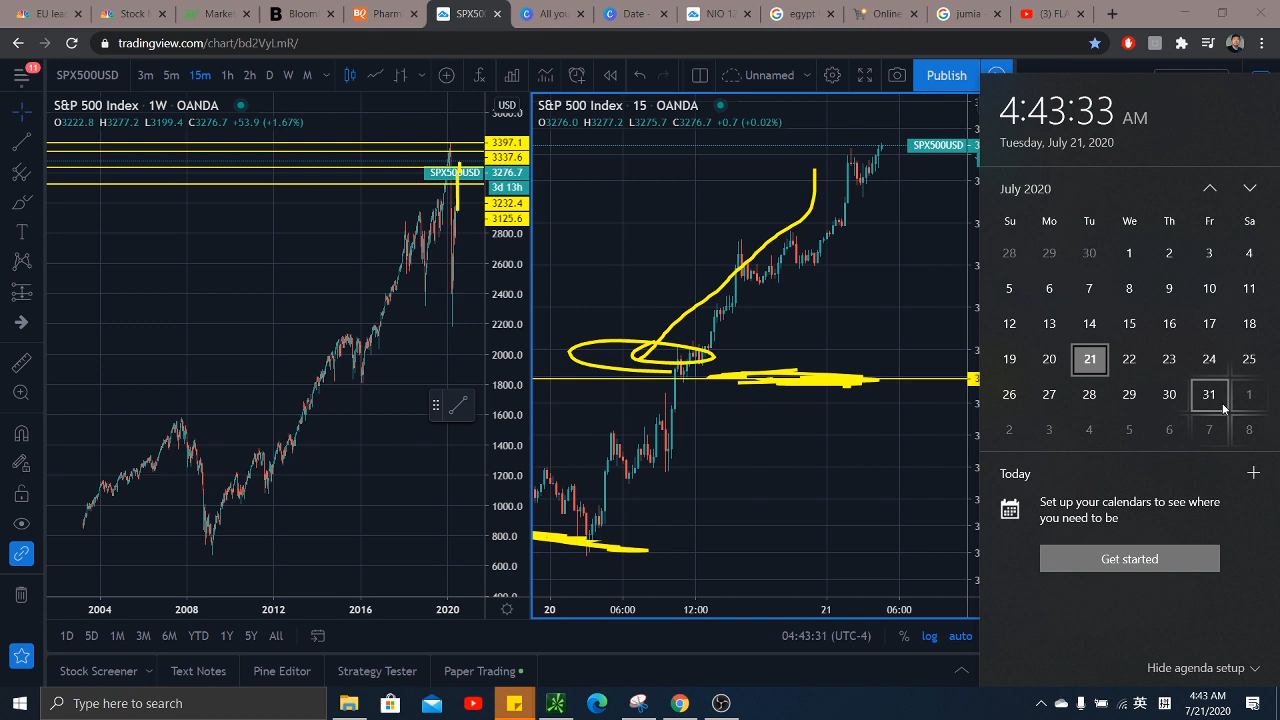 EU lead
Stock
Market
Bloom
Pharm
SPX50
All you
Date -
NIO T
egypt
Online
jumia
(3) FL
tradingview.com/chart/bd2VyLmR/
11
SPX500USD
3m 5m 15m 1h 2h D W
Unnamed
Publish
S&P 500 Index · 1W · OANDA
O3222.8 H3277.2 L3199.4 C3276.7 +53.9 (+1.67%)
USD
3397.1
3337.6
SPX500USD 3276.7
3d 13h
3232.4
3125.6
2800.0
2600.0
2400.0
2200.0
2000.0
1800.0
1600.0
1400.0
1200.0
1000.0
800.0
600.0
400.0
2004 2008 2012 2016 2020
S&P 500 Index · 15 · OANDA
O3276.0 H3277.2 L3275.7 C3276.7 +0.7 (+0.02%)
SPX500USD
20 06:00 12:00 21 06:00
1D 5D 1M 3M 6M YTD 1Y 5Y All
04:43:31 (UTC-4) % log auto
Stock Screener
Text Notes
Pine Editor
Strategy Tester
Paper Trading
4:43:33 AM
Tuesday, July 21, 2020
July 2020
Su Mo Tu We Th Fr Sa
28 29 30 1 2 3 4
5 6 7 8 9 10 11
12 13 14 15 16 17 18
19 20 21 22 23 24 25
26 27 28 29 30 31 1
2 3 4 5 6 7 8
Today
Set up your calendars to see where
you need to be
Get started
Hide agenda setup
Type here to search
英 拼
4:43 AM
7/21/2020